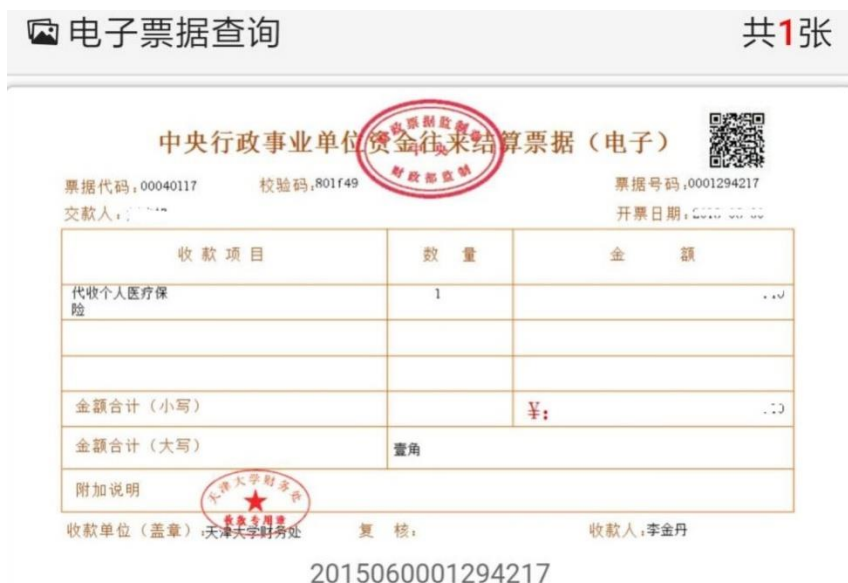 电子票据查询 共1张
中央行政事业单位资金往来结算票据（电子）
财政部监制
票据代码：00040117 校验码：801f49 票据号码：0001294217
交款人： 开票日期：
收款项目 数量 金额
代收个人医疗保 1
险
金额合计（小写） ¥：
金额合计（大写） 壹角
附加说明
天津大学财务处
收款专用章
收款单位（盖章）：天津大学财务处 复核： 收款人：李金丹
2015060001294217